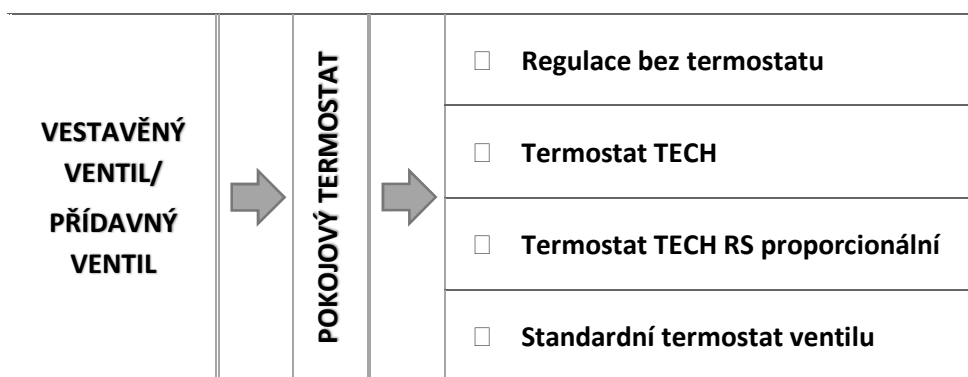 VESTAVĚNÝ
VENTIL/
PŘÍDAVNÝ
VENTIL
POKOJOVÝ TERMOSTAT
Regulace bez termostatu
Termostat TECH
Termostat TECH RS proporcionální
Standardní termostat ventilu